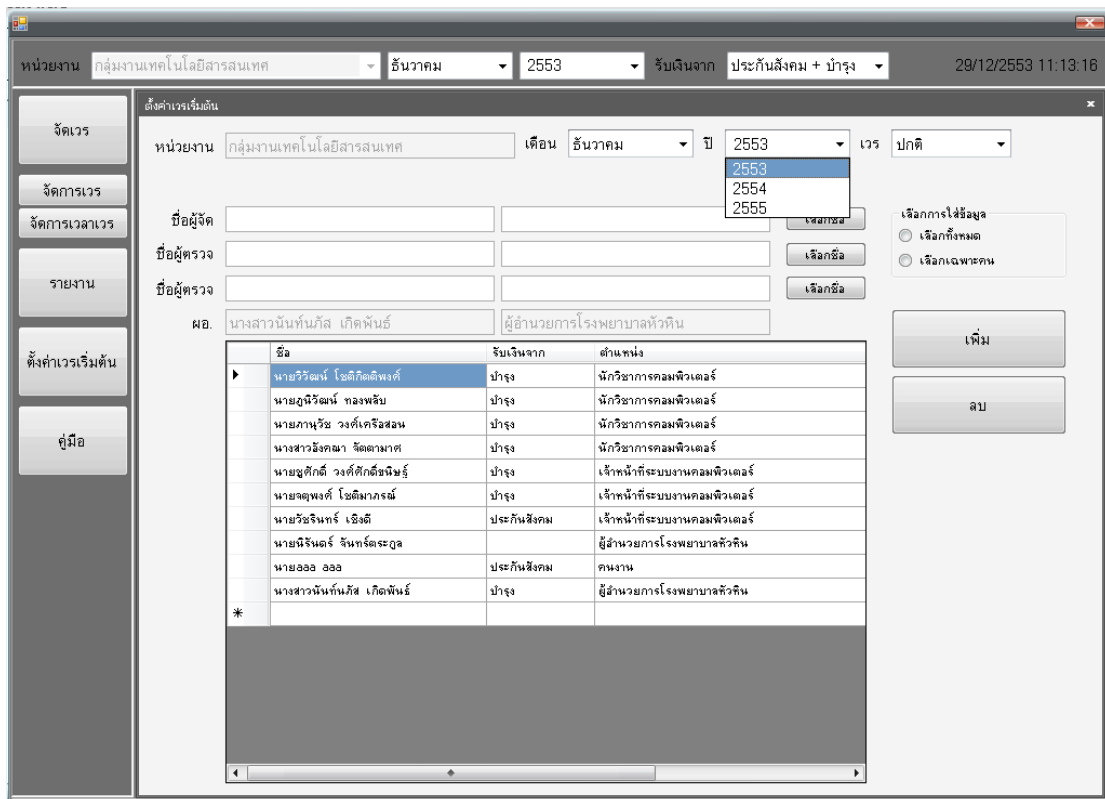 หน่วยงาน กลุ่มงานเทคโนโลยีสารสนเทศ ธันวาคม 2553 รับเงินจาก ประกันสังคม + บำรุง 29/12/2553 11:13:16
จัดเวร
จัดการเวร
จัดการเวลาเวร
รายงาน
ตั้งค่าเวรเริ่มต้น
คู่มือ
ตั้งค่าเวรเริ่มต้น
หน่วยงาน กลุ่มงานเทคโนโลยีสารสนเทศ เดือน ธันวาคม ปี 2553 เวร ปกติ
2553
2554
2555
ชื่อผู้จัด เลือกชื่อ
ชื่อผู้ตรวจ เลือกชื่อ
ชื่อผู้ตรวจ เลือกชื่อ
ผอ. นางสาวนันท์นภัส เกิดพันธ์ ผู้อำนวยการโรงพยาบาลหัวหิน
เลือกการใส่ข้อมูล
เลือกทั้งหมด
เลือกเฉพาะคน
เพิ่ม
ลบ
ชื่อ รับเงินจาก ตำแหน่ง
นายวิวัฒน์ โชติกิตติพงศ์ บำรุง นักวิชาการคอมพิวเตอร์
นายภูนิวัฒน์ ทองพลับ บำรุง นักวิชาการคอมพิวเตอร์
นายภานุวัช วงศ์เครือสอน บำรุง นักวิชาการคอมพิวเตอร์
นางสาวอังคณา จัตตามาศ บำรุง นักวิชาการคอมพิวเตอร์
นายชูศักดิ์ วงศ์ศักดิ์ชนิษฐ์ บำรุง เจ้าหน้าที่ระบบงานคอมพิวเตอร์
นายจตุพงศ์ โชติมาภรณ์ บำรุง เจ้าหน้าที่ระบบงานคอมพิวเตอร์
นายวัชรินทร์ เชิงดี ประกันสังคม เจ้าหน้าที่ระบบงานคอมพิวเตอร์
นายนิรันดร์ จันทร์ตระกูล ผู้อำนวยการโรงพยาบาลหัวหิน
นายaaa aaa ประกันสังคม คนงาน
นางสาวนันท์นภัส เกิดพันธ์ บำรุง ผู้อำนวยการโรงพยาบาลหัวหิน